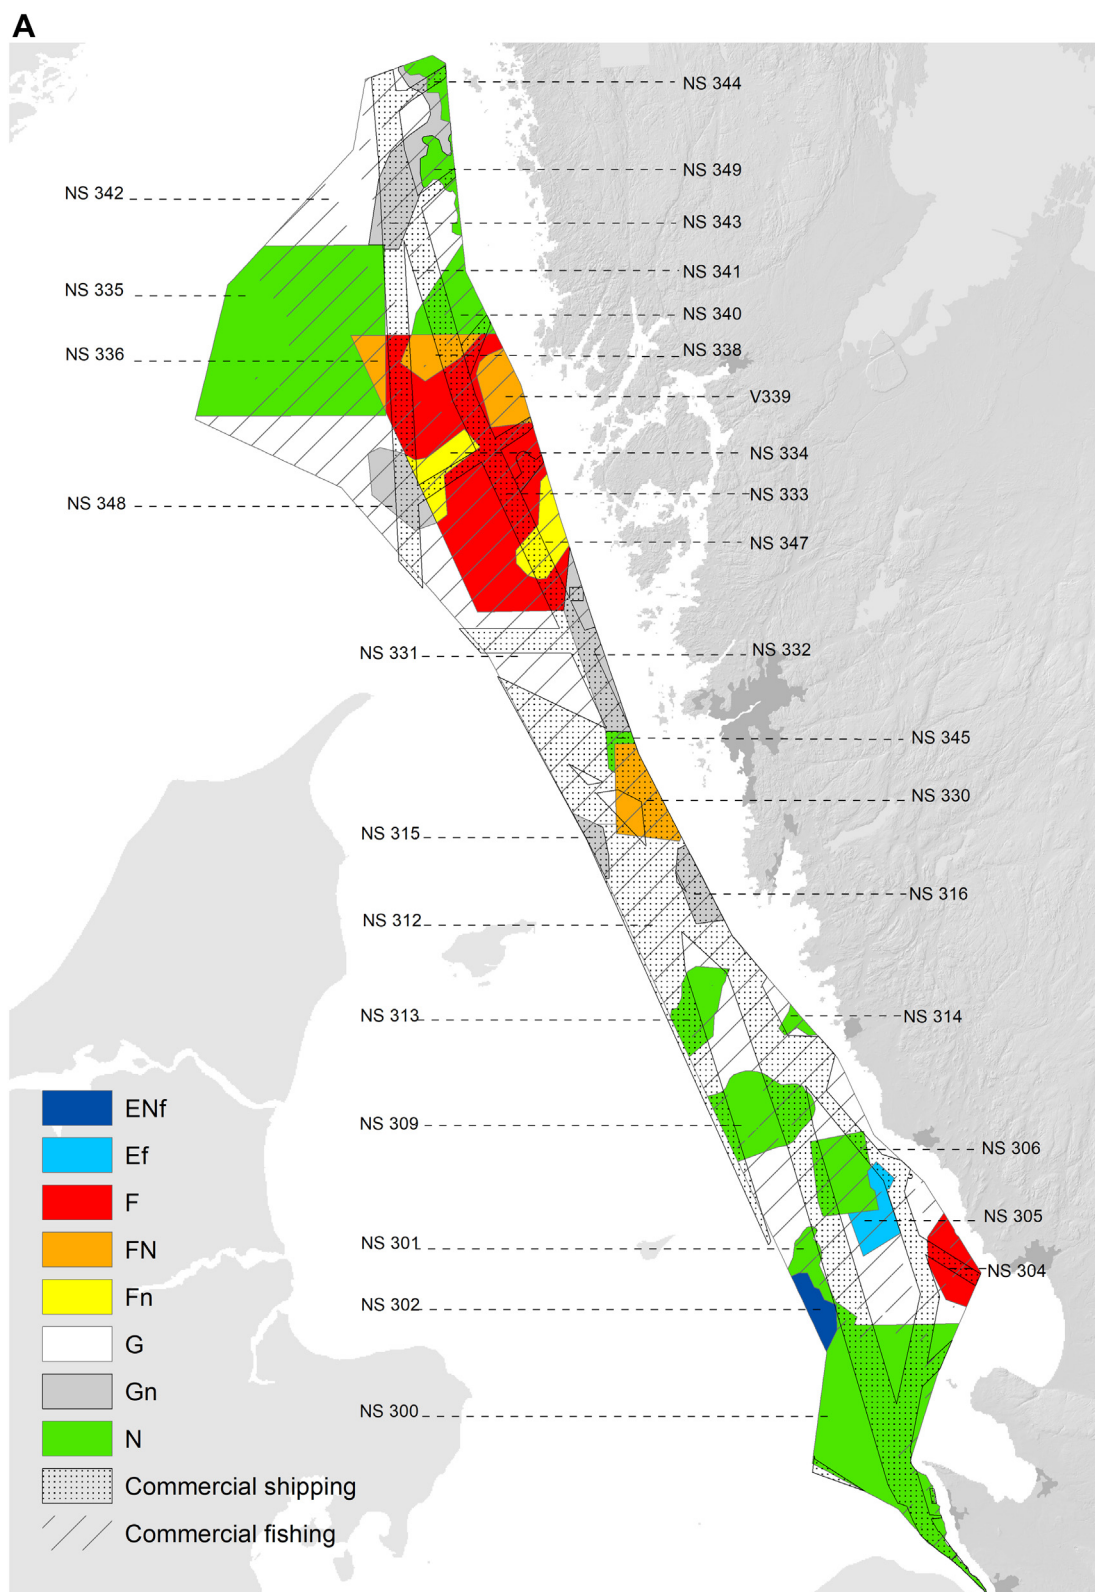 A
NS 344
NS 349
NS 342
NS 343
NS 341
NS 335
NS 340
NS 336
NS 338
V339
NS 334
NS 333
NS 348
NS 347
NS 331
NS 332
NS 345
NS 330
NS 315
NS 316
NS 312
NS 313
NS 314
NS 309
NS 306
NS 305
NS 301
NS 304
NS 302
NS 300
ENf
Ef
F
FN
Fn
G
Gn
N
Commercial shipping
Commercial fishing